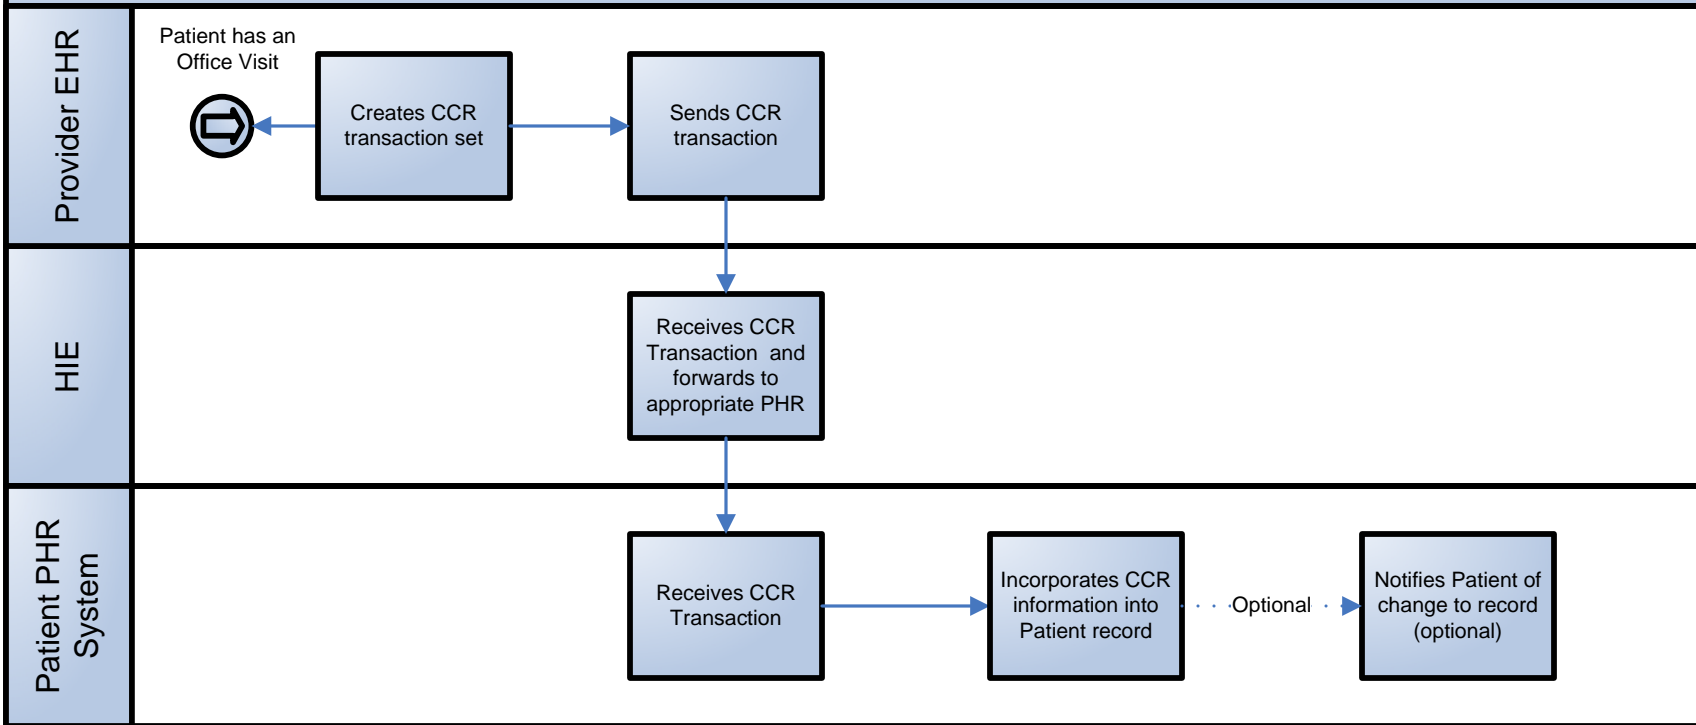 Provider EHR
Patient has an
Office Visit
Creates CCR
transaction set
Sends CCR
transaction
HIE
Receives CCR
Transaction and
forwards to
appropriate PHR
Patient PHR
System
Receives CCR
Transaction
Incorporates CCR
information into
Patient record
Optional
Notifies Patient of
change to record
(optional)